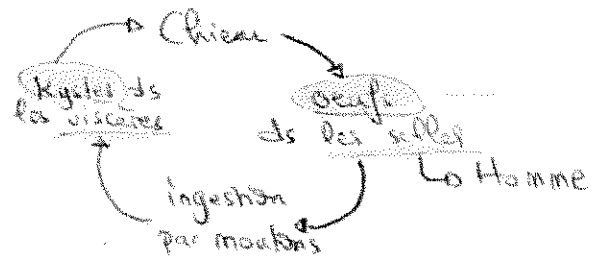 Chien
Kystes ds
les viscères
oeufs
ds les selles
Homme
ingestion
par moutons